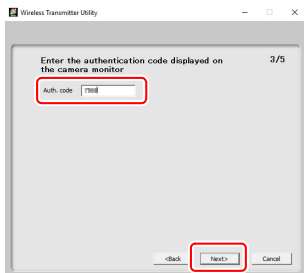 Wireless Transmitter Utility
Enter the authentication code displayed on
the camera monitor
3/5
Auth. code
<Back
Next>
Cancel